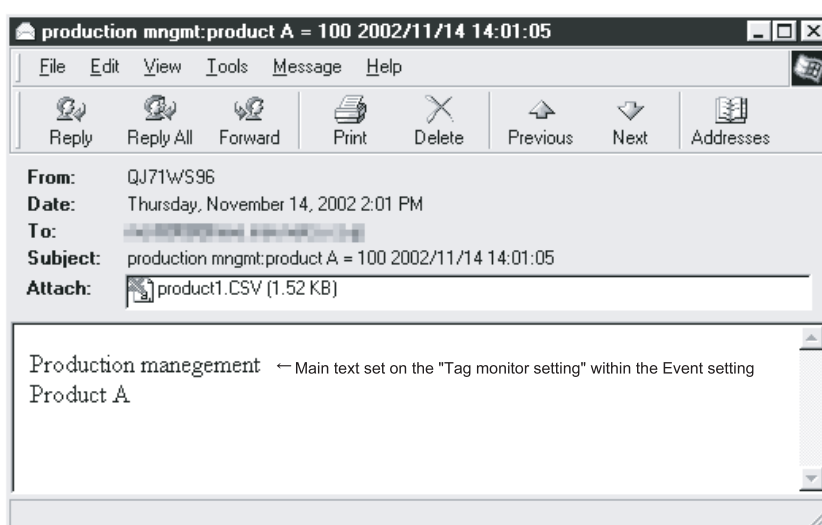 production mngmt:product A = 100 2002/11/14 14:01:05
File Edit View Tools Message Help
Reply Reply All Forward Print Delete Previous Next Addresses
From: QJ71WS96
Date: Thursday, November 14, 2002 2:01 PM
To:
Subject: production mngmt:product A = 100 2002/11/14 14:01:05
Attach: product1.CSV (1.52 KB)
Production manegement ←Main text set on the "Tag monitor setting" within the Event setting
Product A